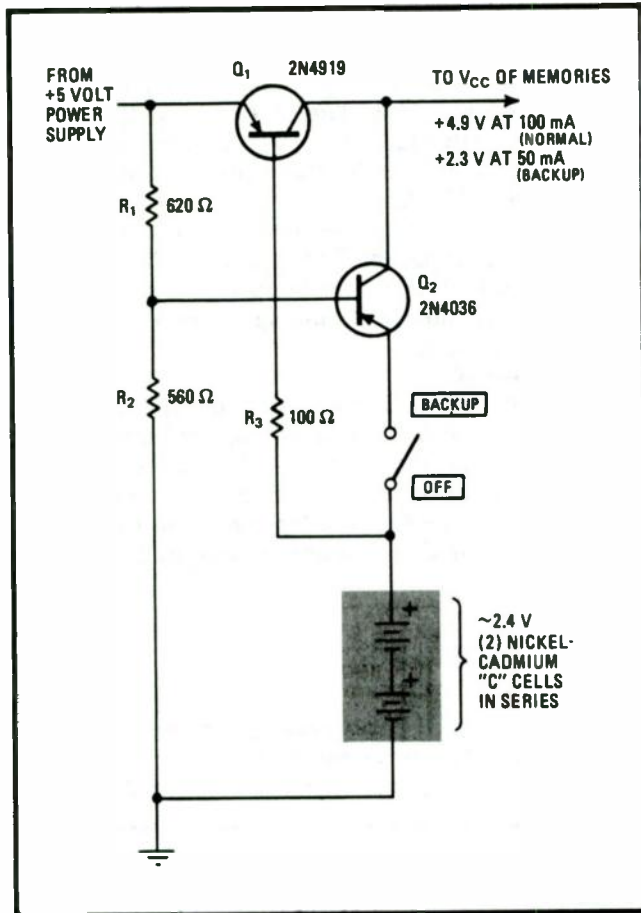 Q₁ 2N4919
FROM
+5 VOLT
POWER
SUPPLY
TO V_CC OF MEMORIES
+4.9 V AT 100 mA
(NORMAL)
+2.3 V AT 50 mA
(BACKUP)
R₁ 620 Ω
Q₂
2N4036
R₂ 560 Ω
R₃ 100 Ω
BACKUP
OFF
+
+
~2.4 V
(2) NICKEL-
CADMIUM
"C" CELLS
IN SERIES